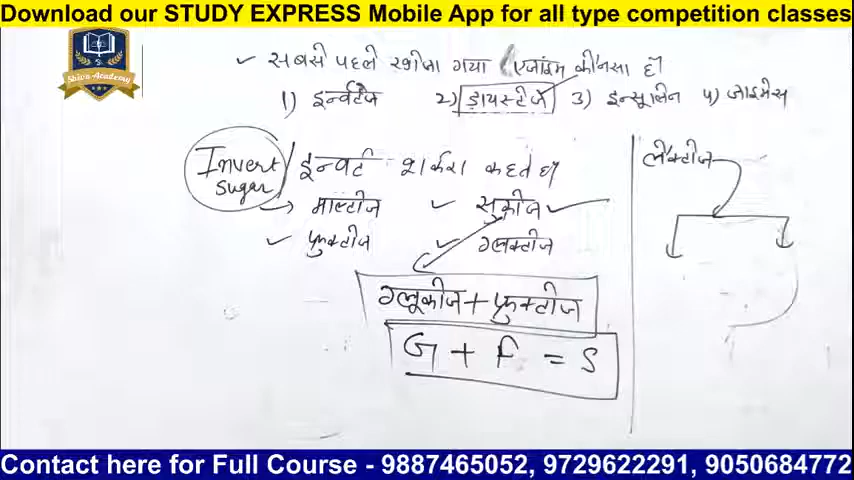 Download our STUDY EXPRESS Mobile App for all type competition classes
Shiva Academy
सबसे पहले खोजा गया एंजाइम कौनसा है
1) इन्वर्टेज 2) डायस्टेज 3) इन्सूलिन 4) जाइमेस
Invert Sugar / इन्वर्ट शर्करा कहते है
माल्टोज सुक्रोज
फ्रुक्टोज ग्लक्टोज
ग्लूकोज + फ्रुक्टोज
G + F = S
लैक्टोज
Contact here for Full Course - 9887465052, 9729622291, 9050684772